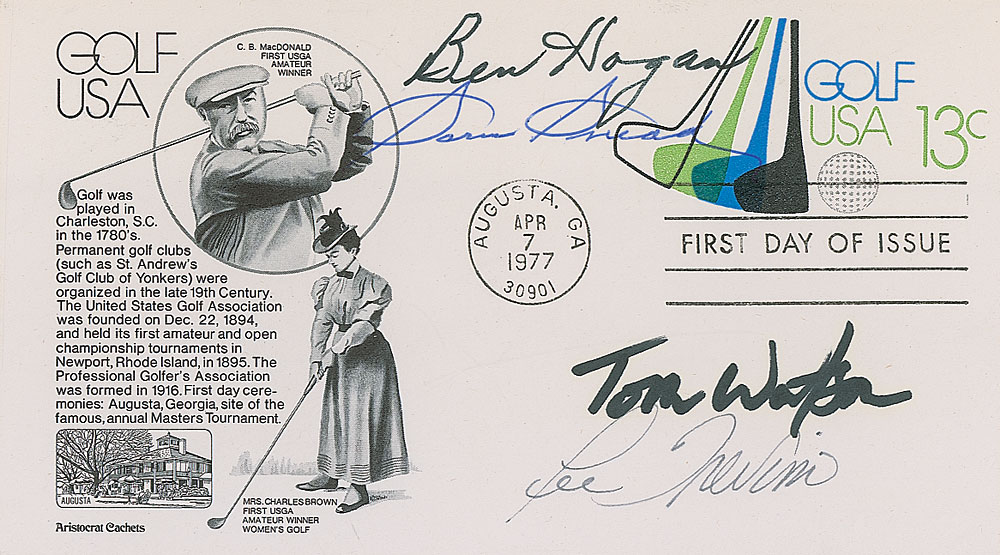 GOLF
USA
C. B. MacDONALD
FIRST USGA
AMATEUR
WINNER
Golf was
played in
Charleston, S.C.
in the 1780's.
Permanent golf clubs
(such as St. Andrew's
Golf Club of Yonkers) were
organized in the late 19th Century.
The United States Golf Association
was founded on Dec. 22, 1894,
and held its first amateur and open
championship tournaments in
Newport, Rhode Island, in 1895. The
Professional Golfer's Association
was formed in 1916. First day cere-
monies: Augusta, Georgia, site of the
famous, annual Masters Tournament.
AUGUSTA
Aristocrat Cachets
MRS. CHARLES BROWN
FIRST USGA
AMATEUR WINNER
WOMEN'S GOLF
Ben Hogan
Sam Snead
GOLF
USA 13c
AUGUSTA, GA
APR
7
1977
30901
FIRST DAY OF ISSUE
Tom Watson
Lee Trevino